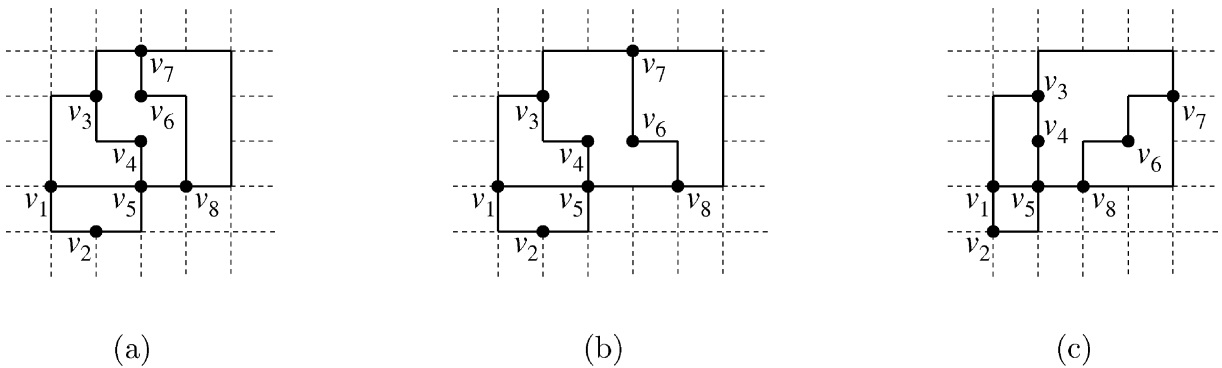 v7 v7
v3 v6 v3 v6 v3 v7
v4 v4 v4 v6
v1 v5 v8 v1 v5 v8 v1 v5 v8
v2 v2 v2
(a) (b) (c)